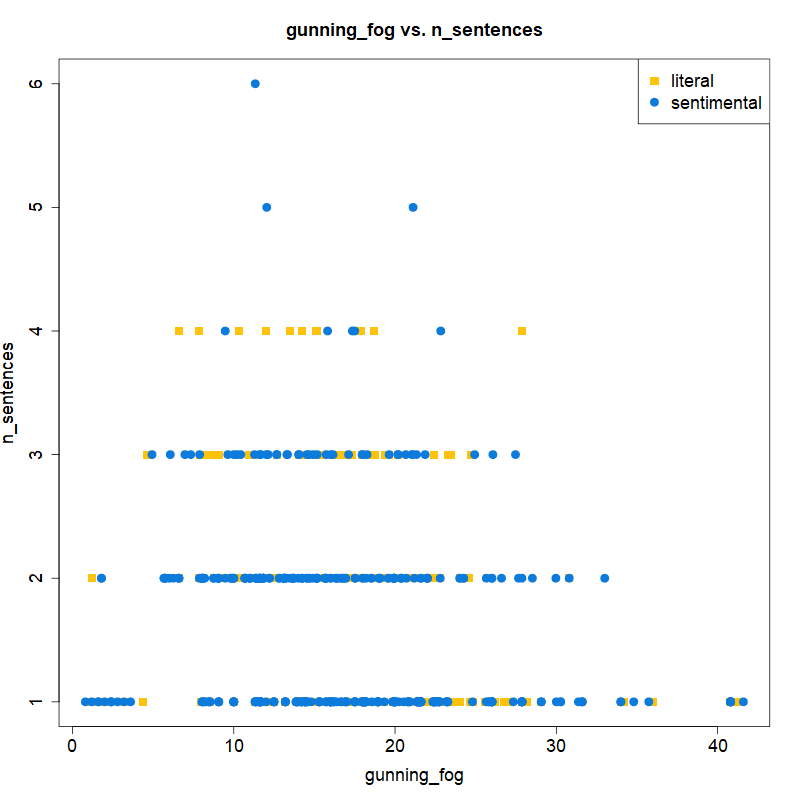 gunning_fog vs. n_sentences
literal
sentimental
6
5
4
3
2
1
n_sentences
0 10 20 30 40
gunning_fog